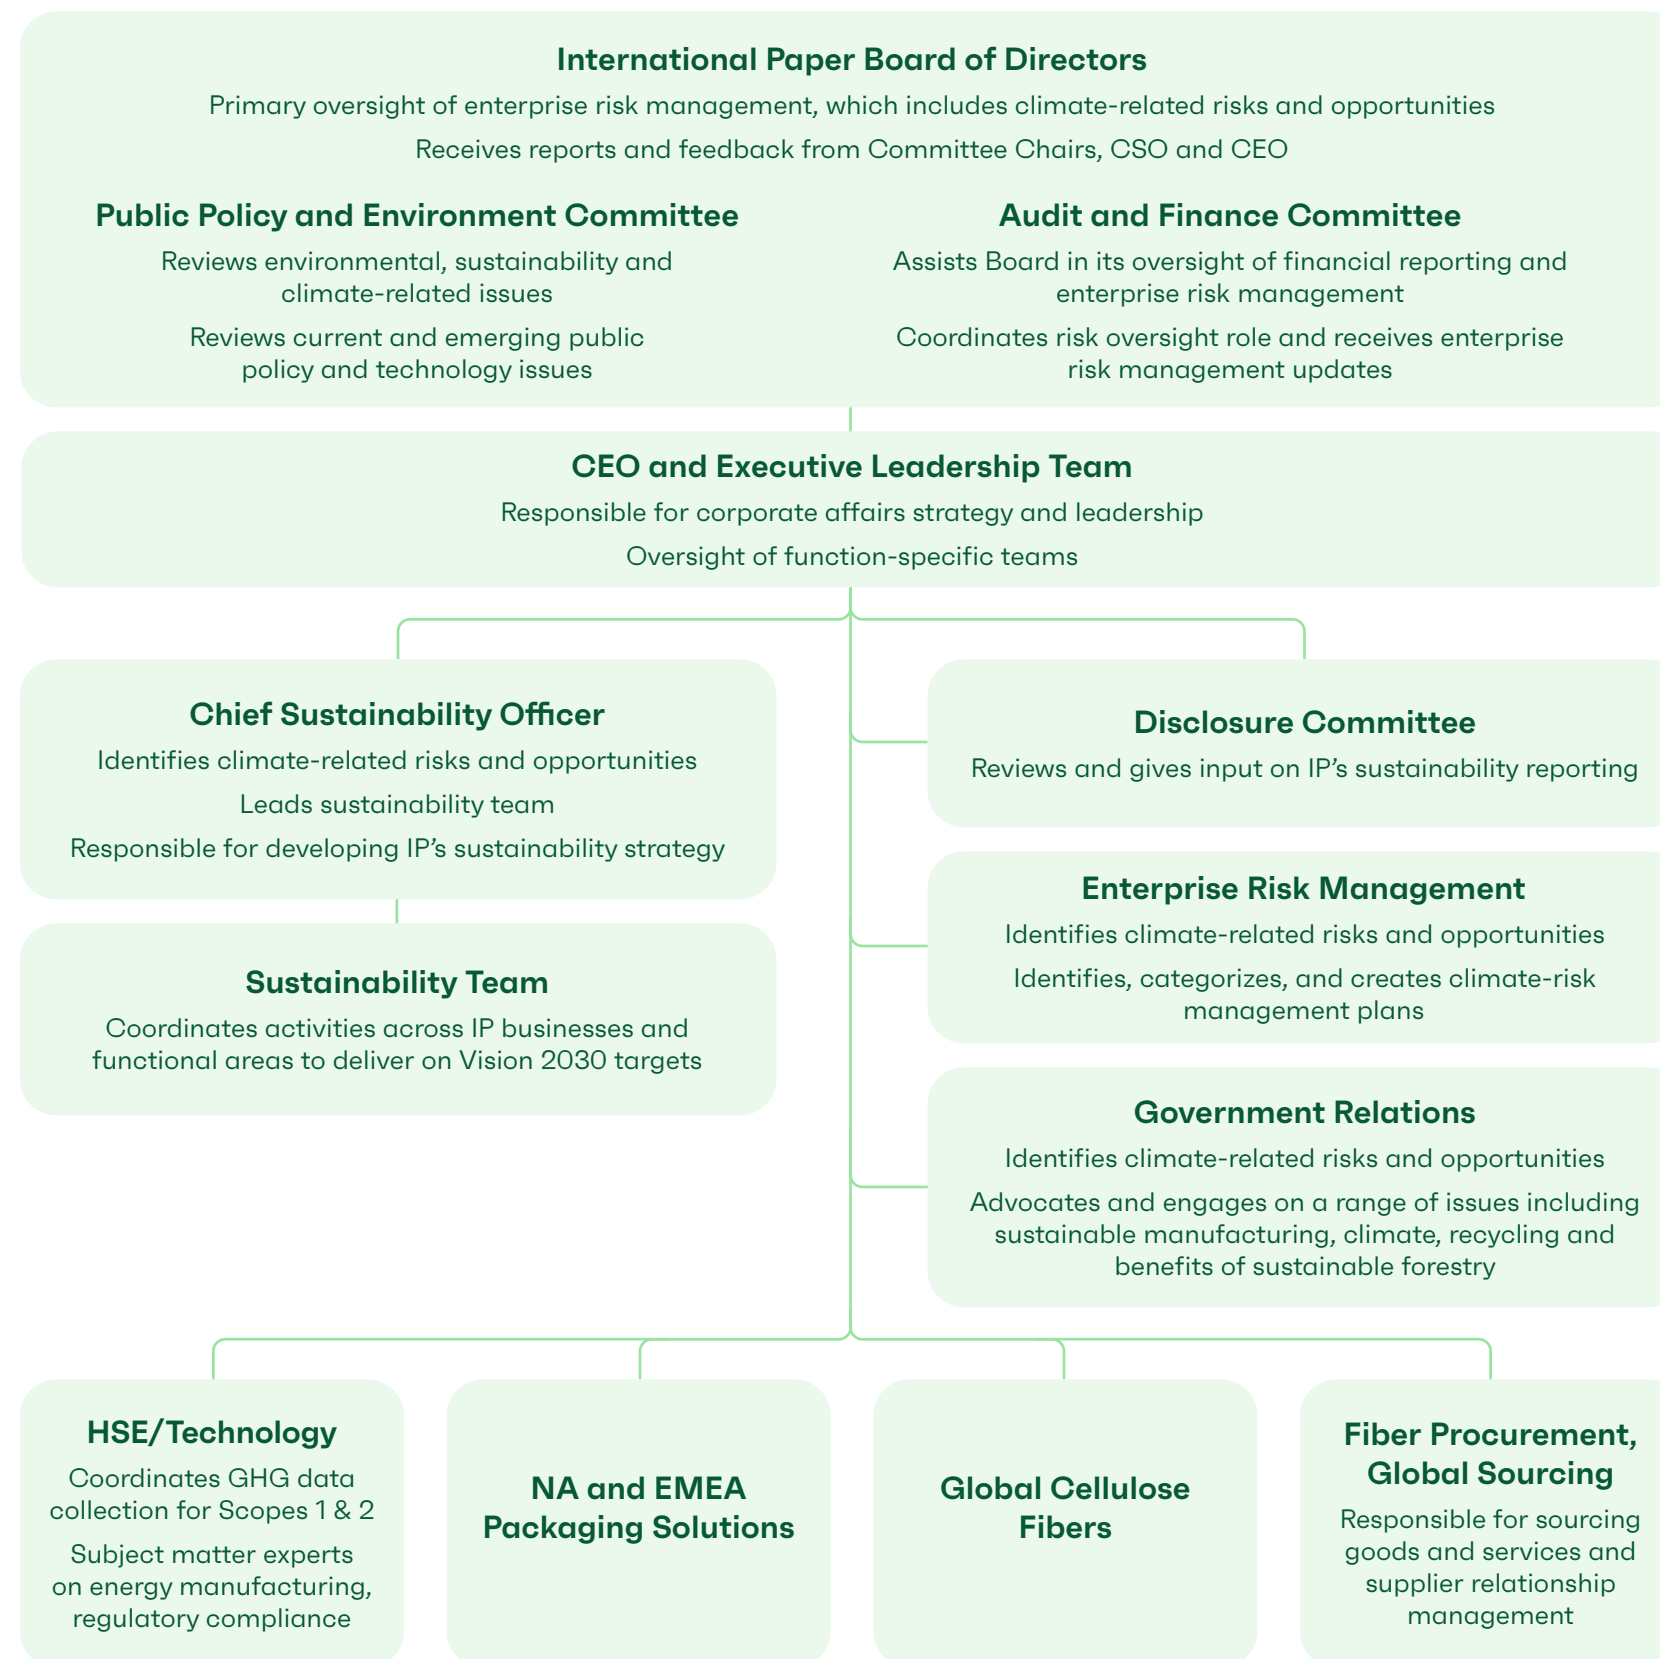 International Paper Board of Directors
Primary oversight of enterprise risk management, which includes climate-related risks and opportunities
Receives reports and feedback from Committee Chairs, CSO and CEO
Public Policy and Environment Committee
Reviews environmental, sustainability and
climate-related issues
Reviews current and emerging public
policy and technology issues
Audit and Finance Committee
Assists Board in its oversight of financial reporting and
enterprise risk management
Coordinates risk oversight role and receives enterprise
risk management updates
CEO and Executive Leadership Team
Responsible for corporate affairs strategy and leadership
Oversight of function-specific teams
Chief Sustainability Officer
Identifies climate-related risks and opportunities
Leads sustainability team
Responsible for developing IP’s sustainability strategy
Sustainability Team
Coordinates activities across IP businesses and
functional areas to deliver on Vision 2030 targets
Disclosure Committee
Reviews and gives input on IP’s sustainability reporting
Enterprise Risk Management
Identifies climate-related risks and opportunities
Identifies, categorizes, and creates climate-risk
management plans
Government Relations
Identifies climate-related risks and opportunities
Advocates and engages on a range of issues including
sustainable manufacturing, climate, recycling and
benefits of sustainable forestry
HSE/Technology
Coordinates GHG data
collection for Scopes 1 & 2
Subject matter experts
on energy manufacturing,
regulatory compliance
NA and EMEA
Packaging Solutions
Global Cellulose
Fibers
Fiber Procurement,
Global Sourcing
Responsible for sourcing
goods and services and
supplier relationship
management